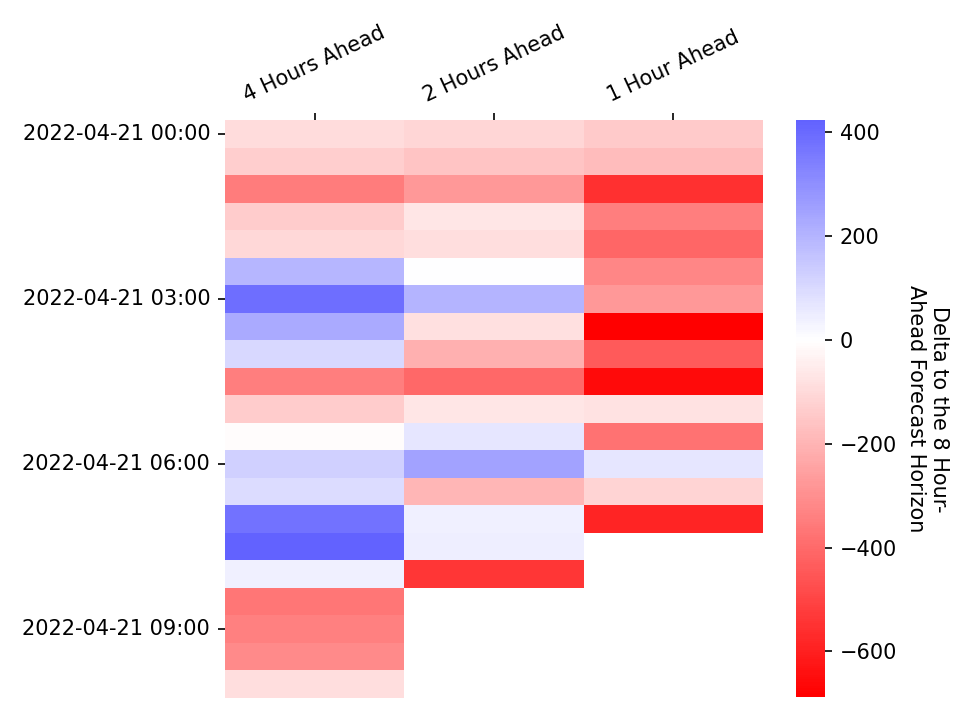 4 Hours Ahead
2 Hours Ahead
1 Hour Ahead
2022-04-21 00:00
2022-04-21 03:00
2022-04-21 06:00
2022-04-21 09:00
400
200
0
−200
−400
−600
Delta to the 8 Hour-
Ahead Forecast Horizon